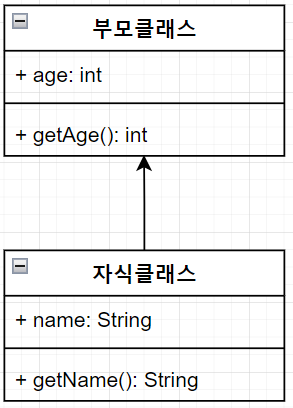 부모클래스
+ age: int
+ getAge(): int
자식클래스
+ name: String
+ getName(): String